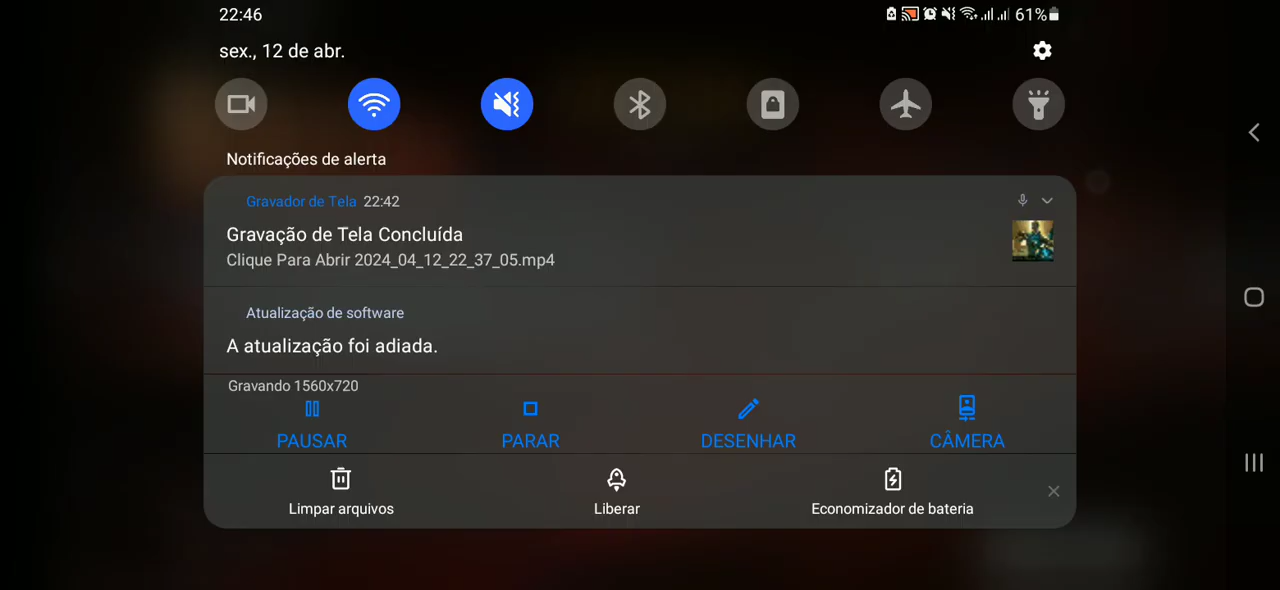 22:46
61%
sex., 12 de abr.
Notificações de alerta
Gravador de Tela 22:42
Gravação de Tela Concluída
Clique Para Abrir 2024_04_12_22_37_05.mp4
Atualização de software
A atualização foi adiada.
Gravando 1560x720
PAUSAR PARAR DESENHAR CÂMERA
Limpar arquivos Liberar Economizador de bateria